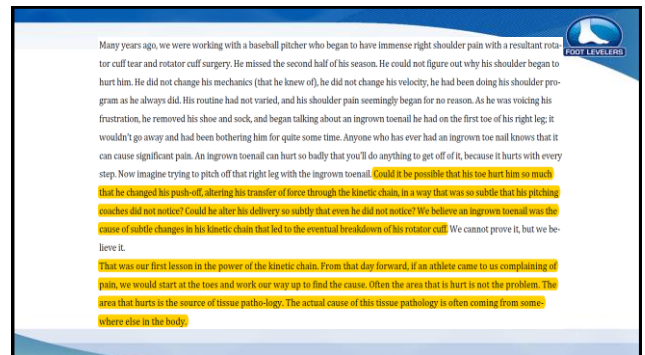 FOOT LEVELERS
Many years ago, we were working with a baseball pitcher who began to have immense right shoulder pain with a resultant rota-
tor cuff tear and rotator cuff surgery. He missed the second half of his season. He could not figure out why his shoulder began to
hurt him. He did not change his mechanics (that he knew of), he did not change his velocity, he had been doing his shoulder pro-
gram as he always did. His routine had not varied, and his shoulder pain seemingly began for no reason. As he was voicing his
frustration, he removed his shoe and sock, and began talking about an ingrown toenail he had on the first toe of his right leg; it
wouldn't go away and had been bothering him for quite some time. Anyone who has ever had an ingrown toe nail knows that it
can cause significant pain. An ingrown toenail can hurt so badly that you'll do anything to get off of it, because it hurts with every
step. Now imagine trying to pitch off that right leg with the ingrown toenail. Could it be possible that his toe hurt him so much
that he changed his push-off, altering his transfer of force through the kinetic chain, in a way that was so subtle that his pitching
coaches did not notice? Could he alter his delivery so subtly that even he did not notice? We believe an ingrown toenail was the
cause of subtle changes in his kinetic chain that led to the eventual breakdown of his rotator cuff. We cannot prove it, but we be-
lieve it.
That was our first lesson in the power of the kinetic chain. From that day forward, if an athlete came to us complaining of
pain, we would start at the toes and work our way up to find the cause. Often the area that is hurt is not the problem. The
area that hurts is the source of tissue patho-logy. The actual cause of this tissue pathology is often coming from some-
where else in the body.